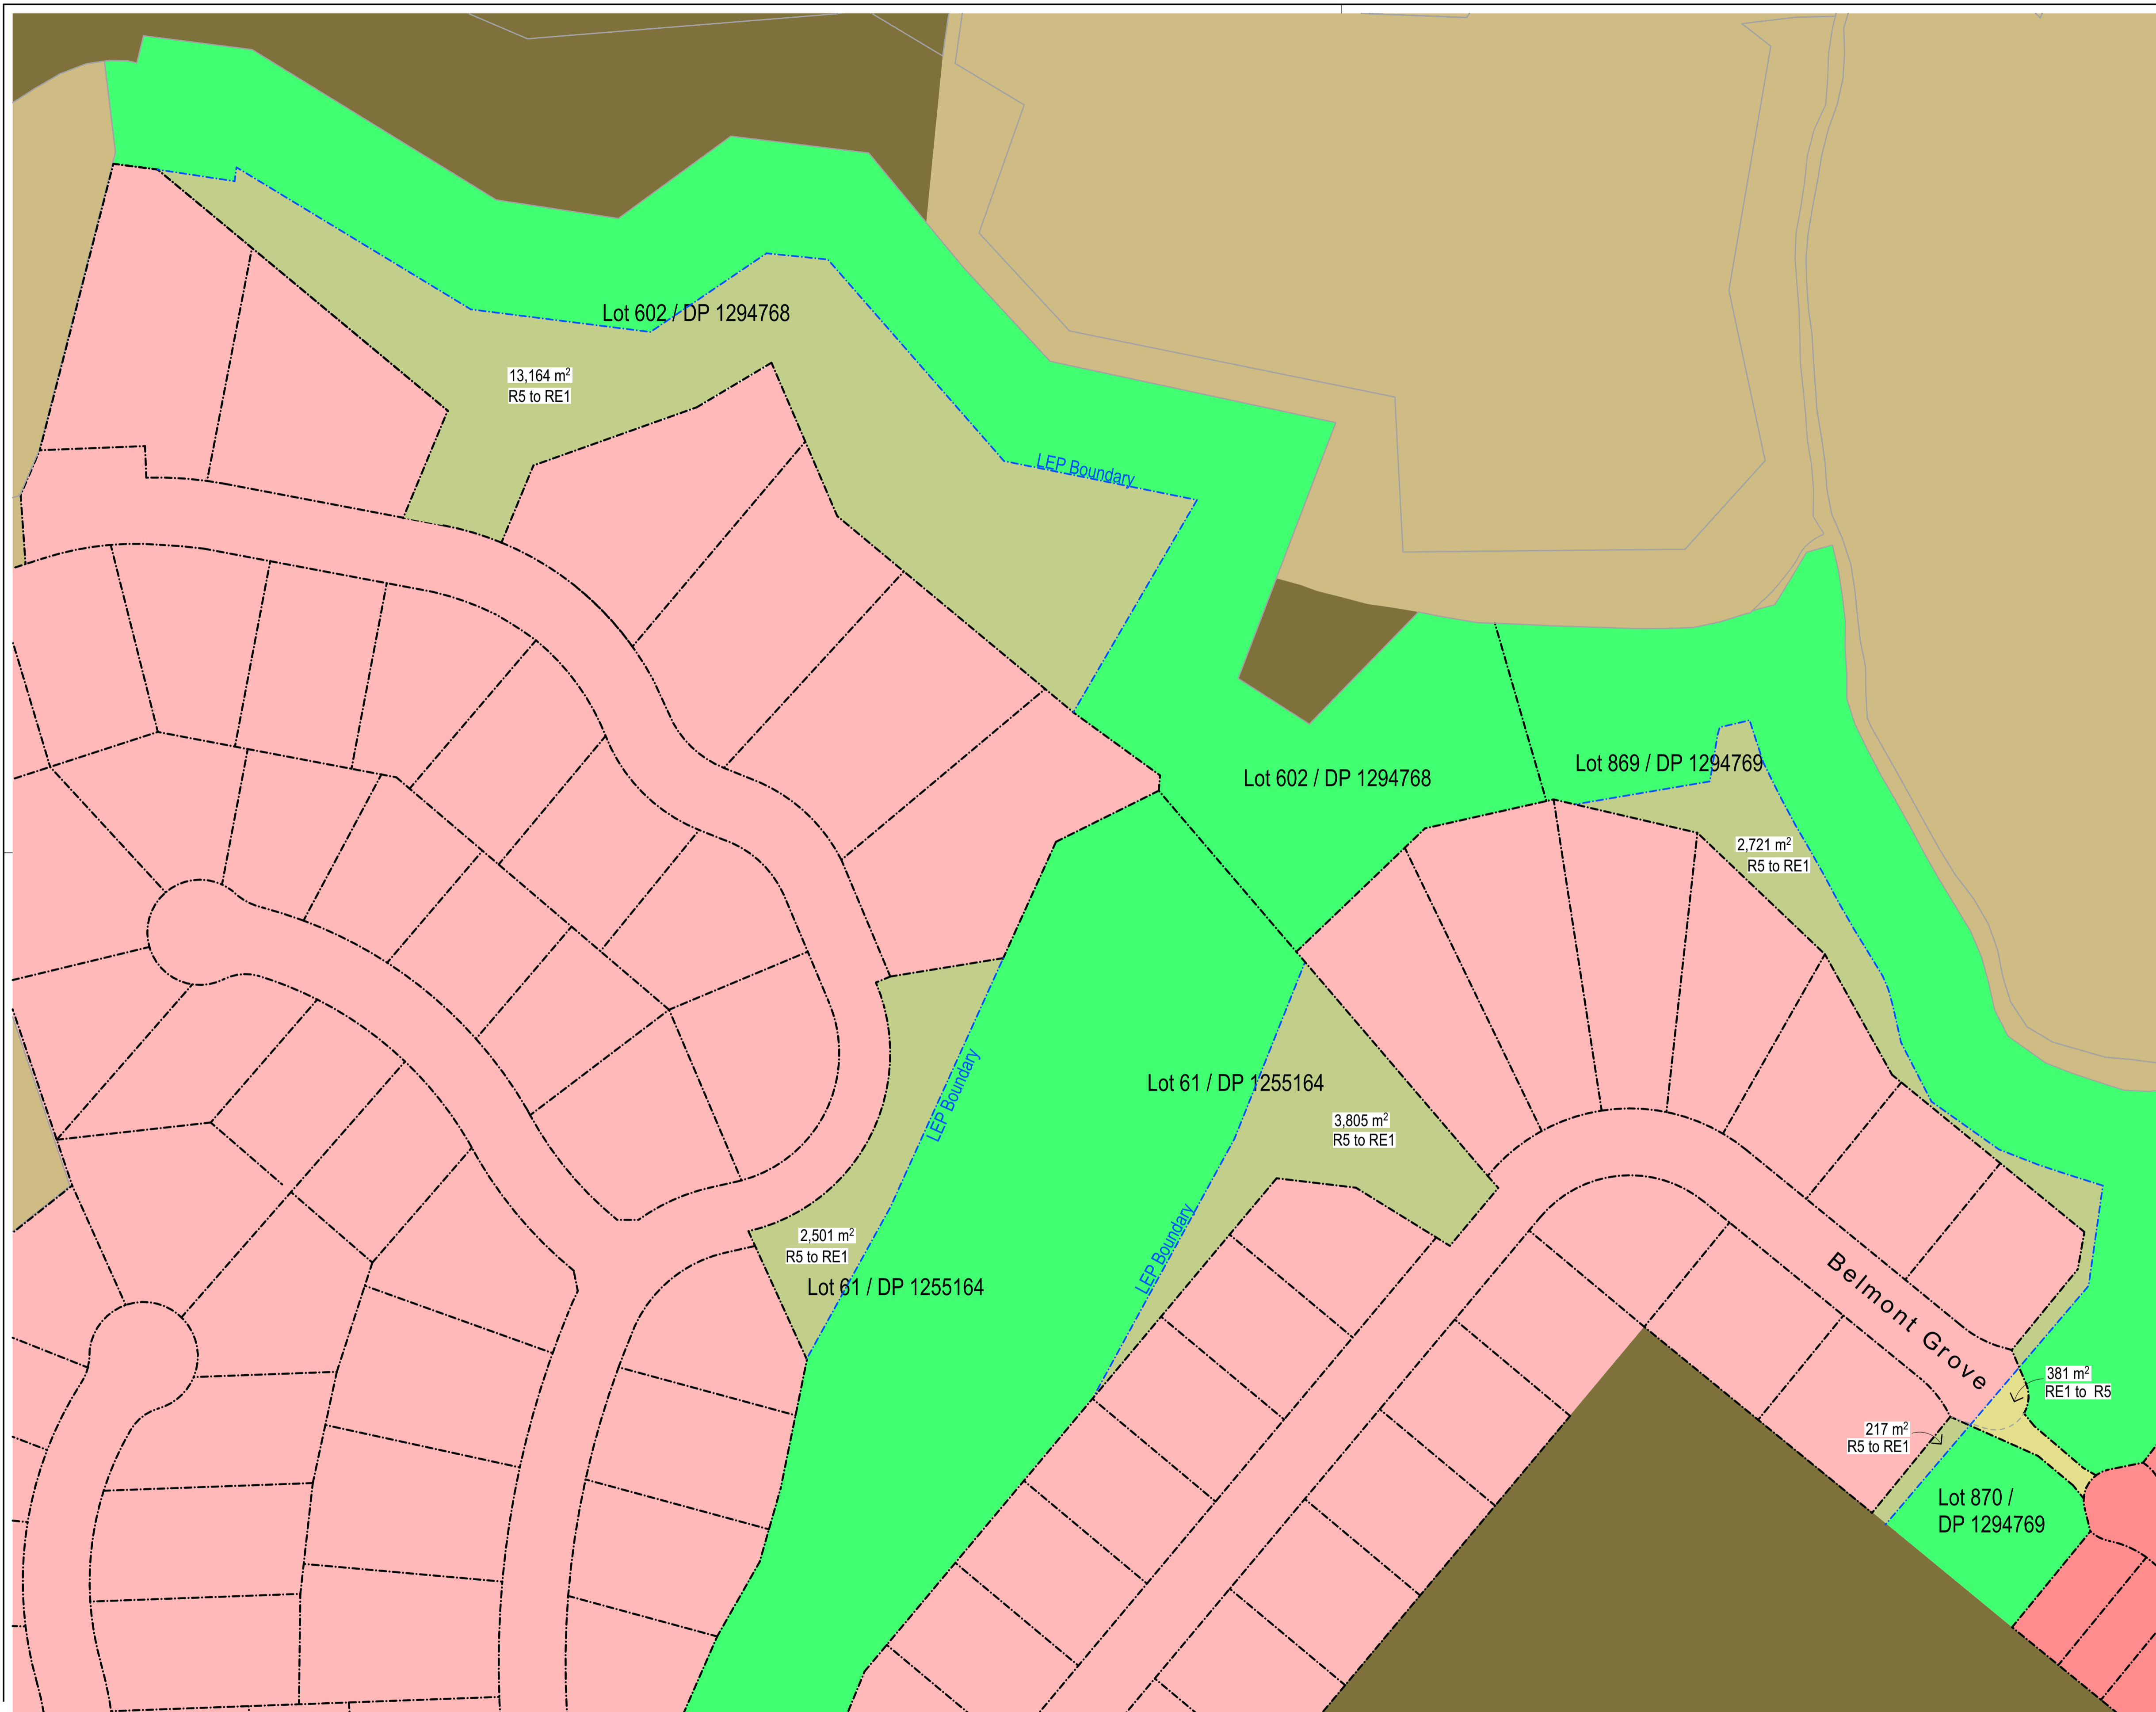 Lot 602 / DP 1294768
13,164 m²
R5 to RE1
LEP Boundary
Lot 602 / DP 1294768
Lot 869 / DP 1294769
2,721 m²
R5 to RE1
LEP Boundary
Lot 61 / DP 1255164
3,805 m²
R5 to RE1
LEP Boundary
2,501 m²
R5 to RE1
Lot 61 / DP 1255164
Belmont Grove
381 m²
RE1 to R5
217 m²
R5 to RE1
Lot 870 /
DP 1294769